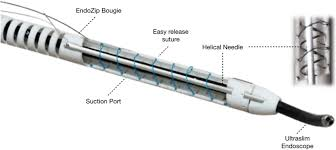 EndoZip Bougie
Easy release
suture
Helical Needle
Suction Port
Ultraslim
Endoscope